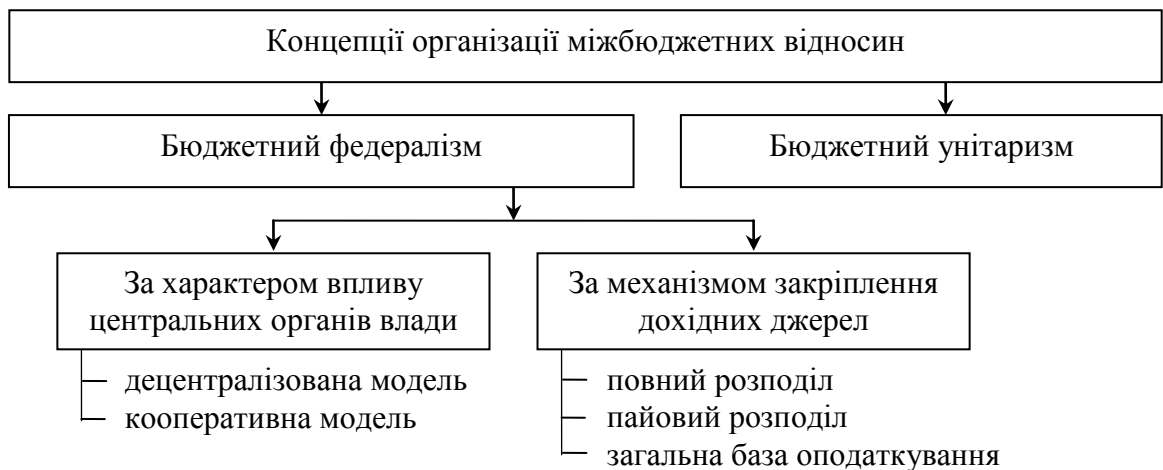 Концепції організації міжбюджетних відносин
Бюджетний федералізм
Бюджетний унітаризм
За характером впливу
центральних органів влади
децентралізована модель
кооперативна модель
За механізмом закріплення
дохідних джерел
повний розподіл
пайовий розподіл
загальна база оподаткування